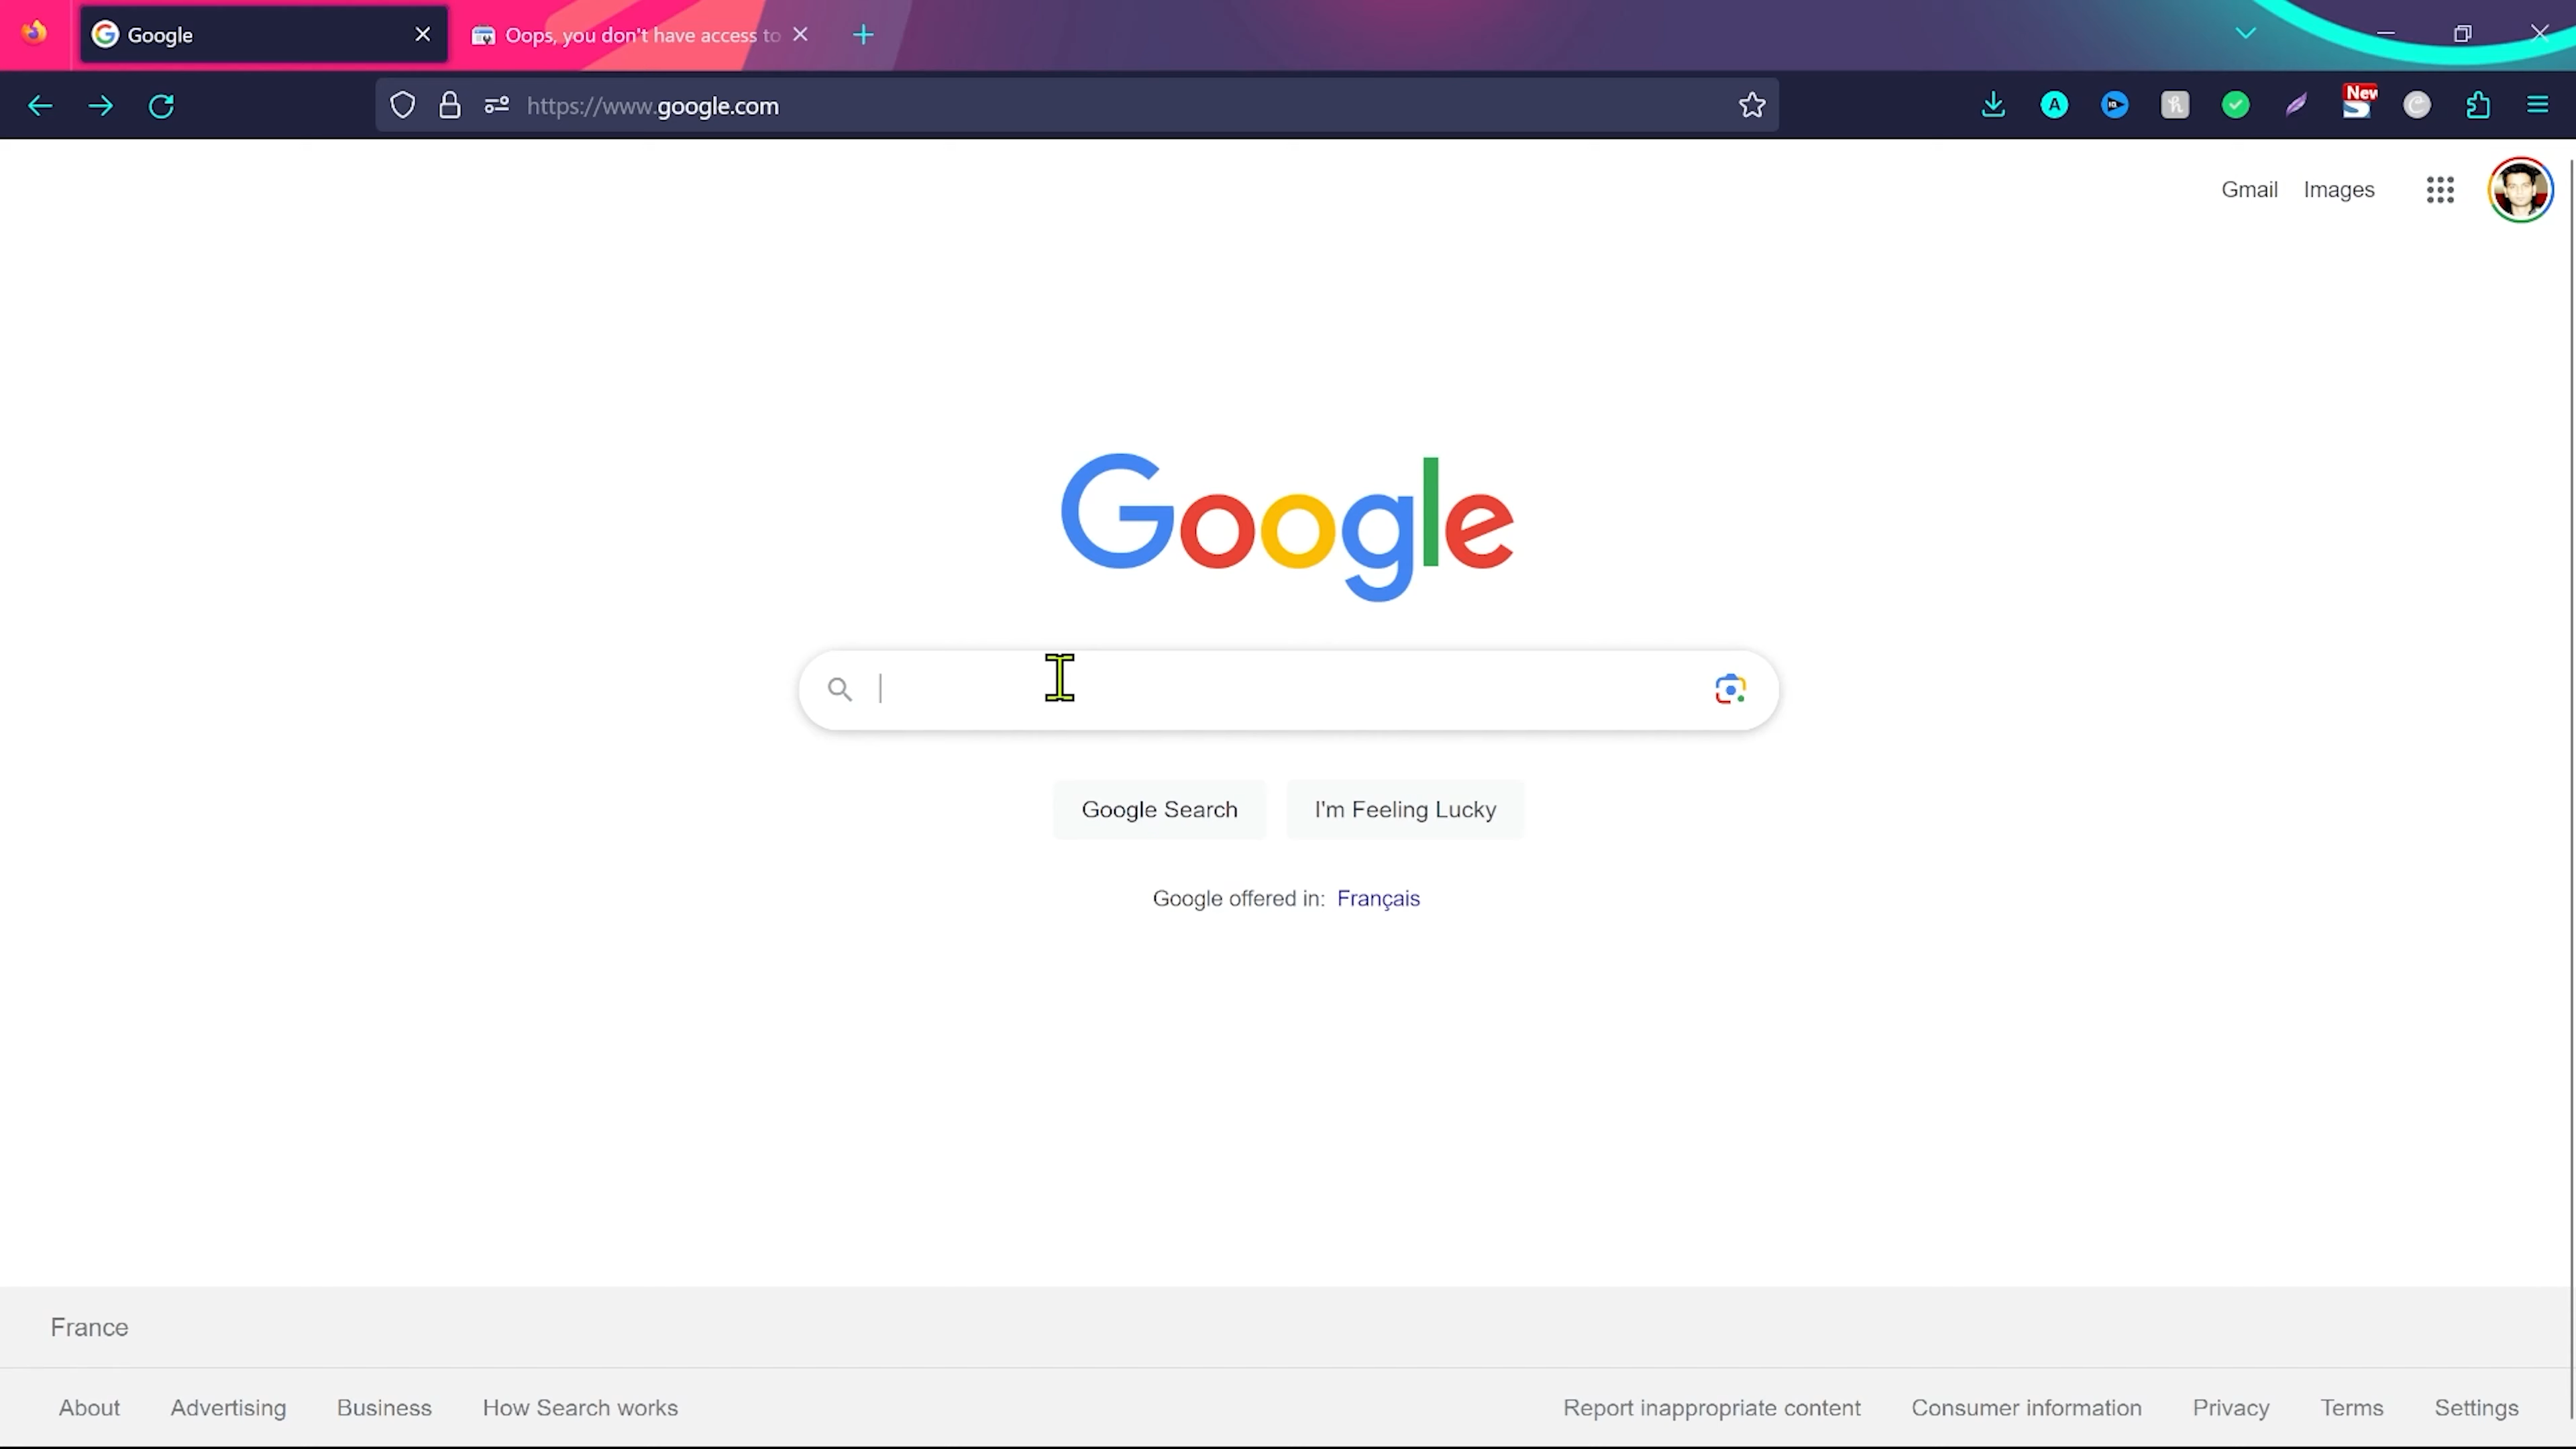 Google
Oops, you don't have access to
https://www.google.com
New
Gmail Images
Google
Google Search
I'm Feeling Lucky
Google offered in: Français
France
About Advertising Business How Search works
Report inappropriate content Consumer information Privacy Terms Settings